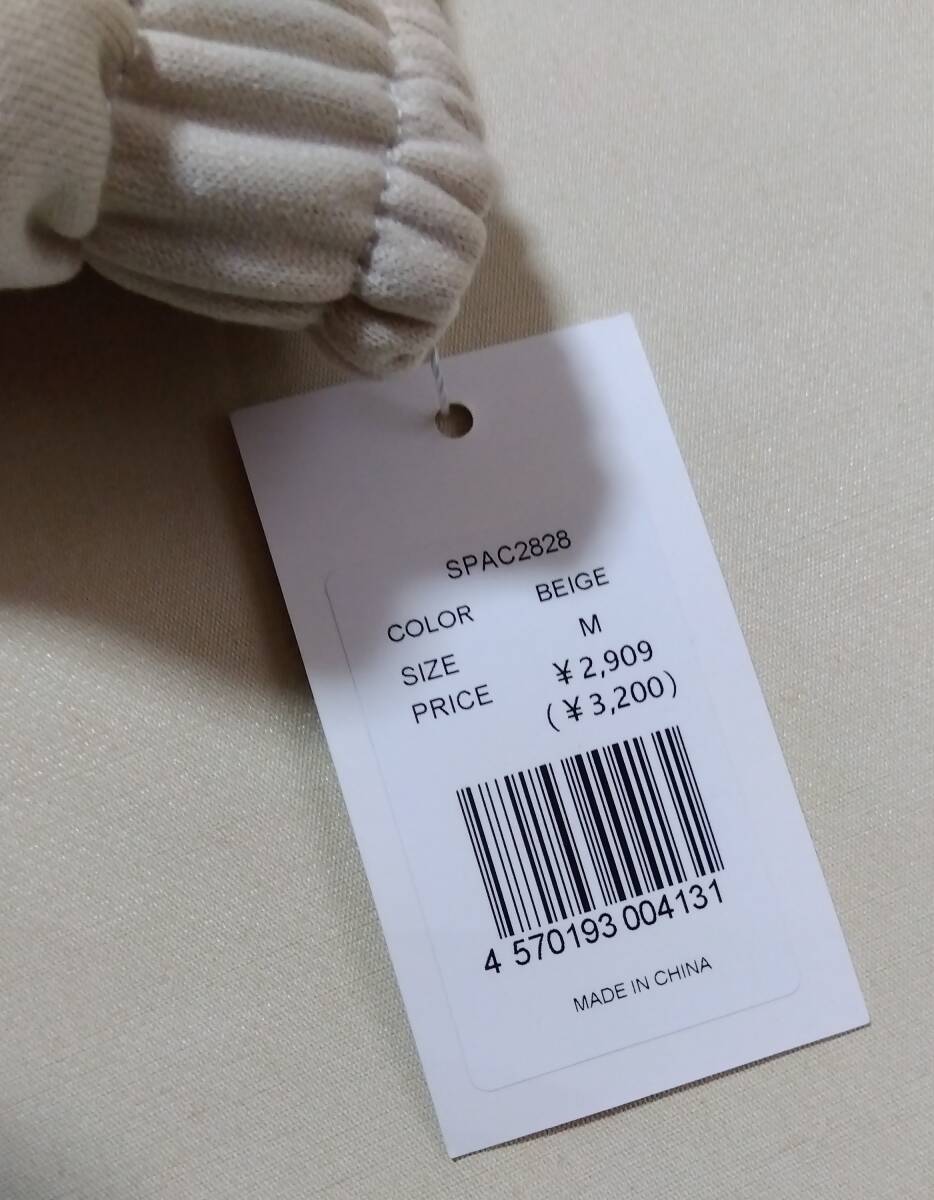 SPAC2828
COLOR BEIGE
SIZE M
PRICE ¥2,909
(¥3,200)
4 570193 004131
MADE IN CHINA